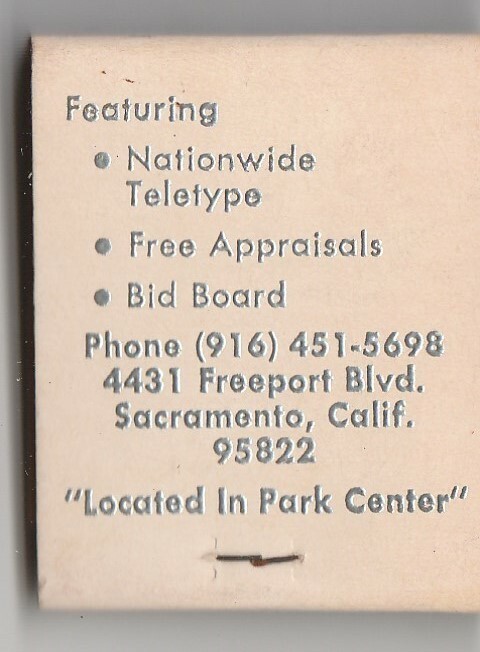 Featuring
• Nationwide
Teletype
• Free Appraisals
• Bid Board
Phone (916) 451-5698
4431 Freeport Blvd.
Sacramento, Calif.
95822
"Located In Park Center"